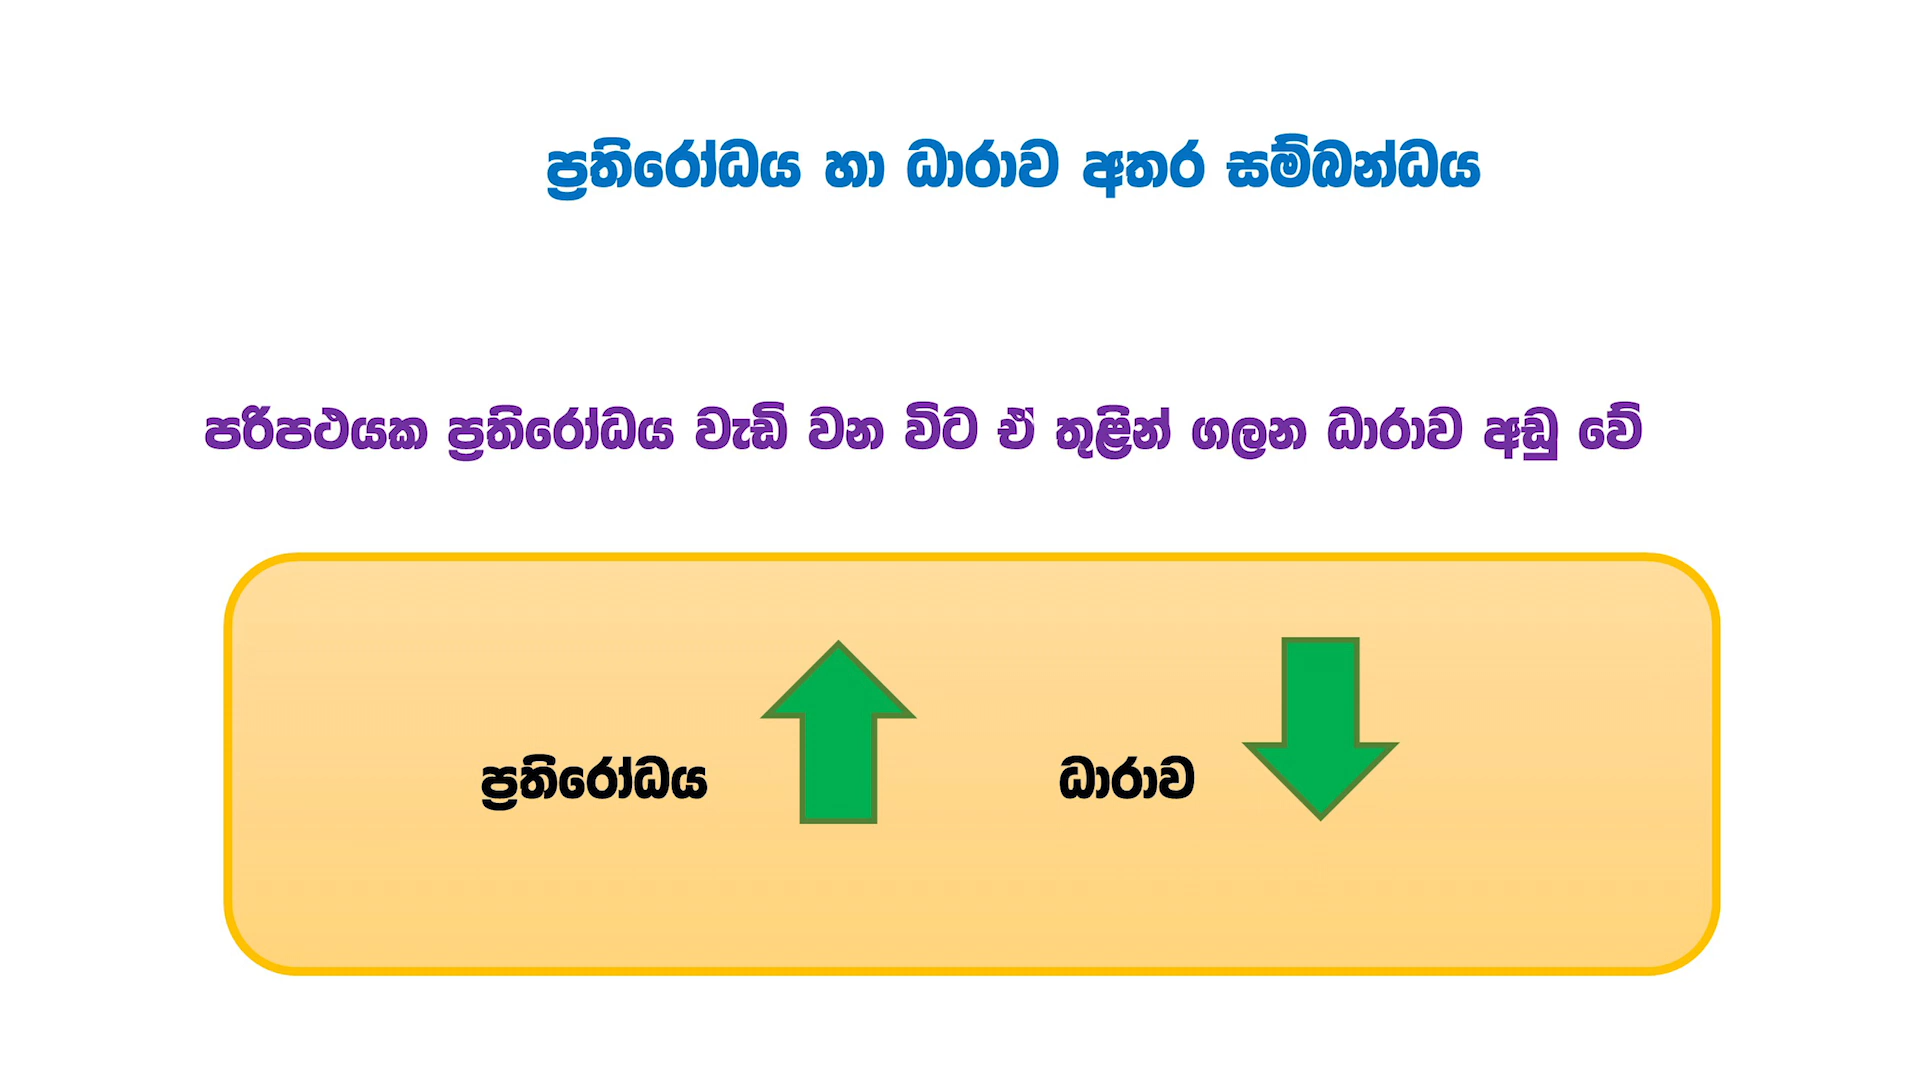 ප්‍රතිරෝධය හා ධාරාව අතර සම්බන්ධය
පරිපථයක ප්‍රතිරෝධය වැඩි වන විට ඒ තුළින් ගලන ධාරාව අඩු වේ
ප්‍රතිරෝධය ධාරාව